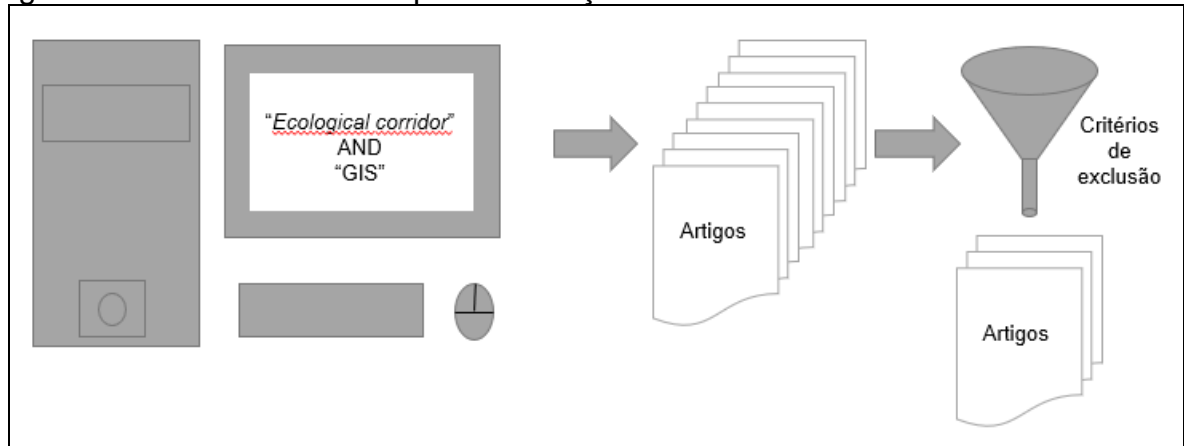 “Ecological corridor”
AND
“GIS”
Artigos
Critérios
de
exclusão
Artigos